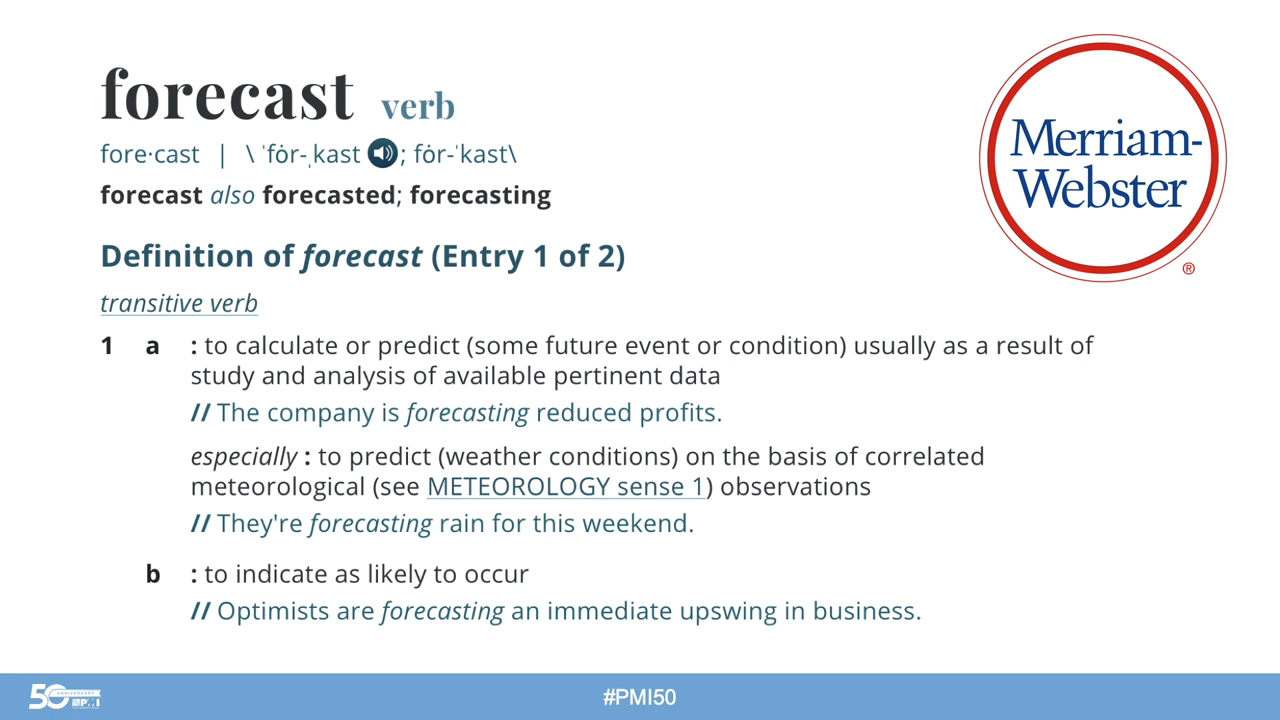 forecast verb
fore·cast | \ ˈfȯr-ˌkast ; fȯr-ˈkast\
forecast also forecasted; forecasting
Merriam-
Webster
®
Definition of forecast (Entry 1 of 2)
transitive verb
1 a : to calculate or predict (some future event or condition) usually as a result of
study and analysis of available pertinent data
// The company is forecasting reduced profits.
especially : to predict (weather conditions) on the basis of correlated
meteorological (see METEOROLOGY sense 1) observations
// They're forecasting rain for this weekend.
b : to indicate as likely to occur
// Optimists are forecasting an immediate upswing in business.
50 ANNIVERSARY
PMI
#PMI50